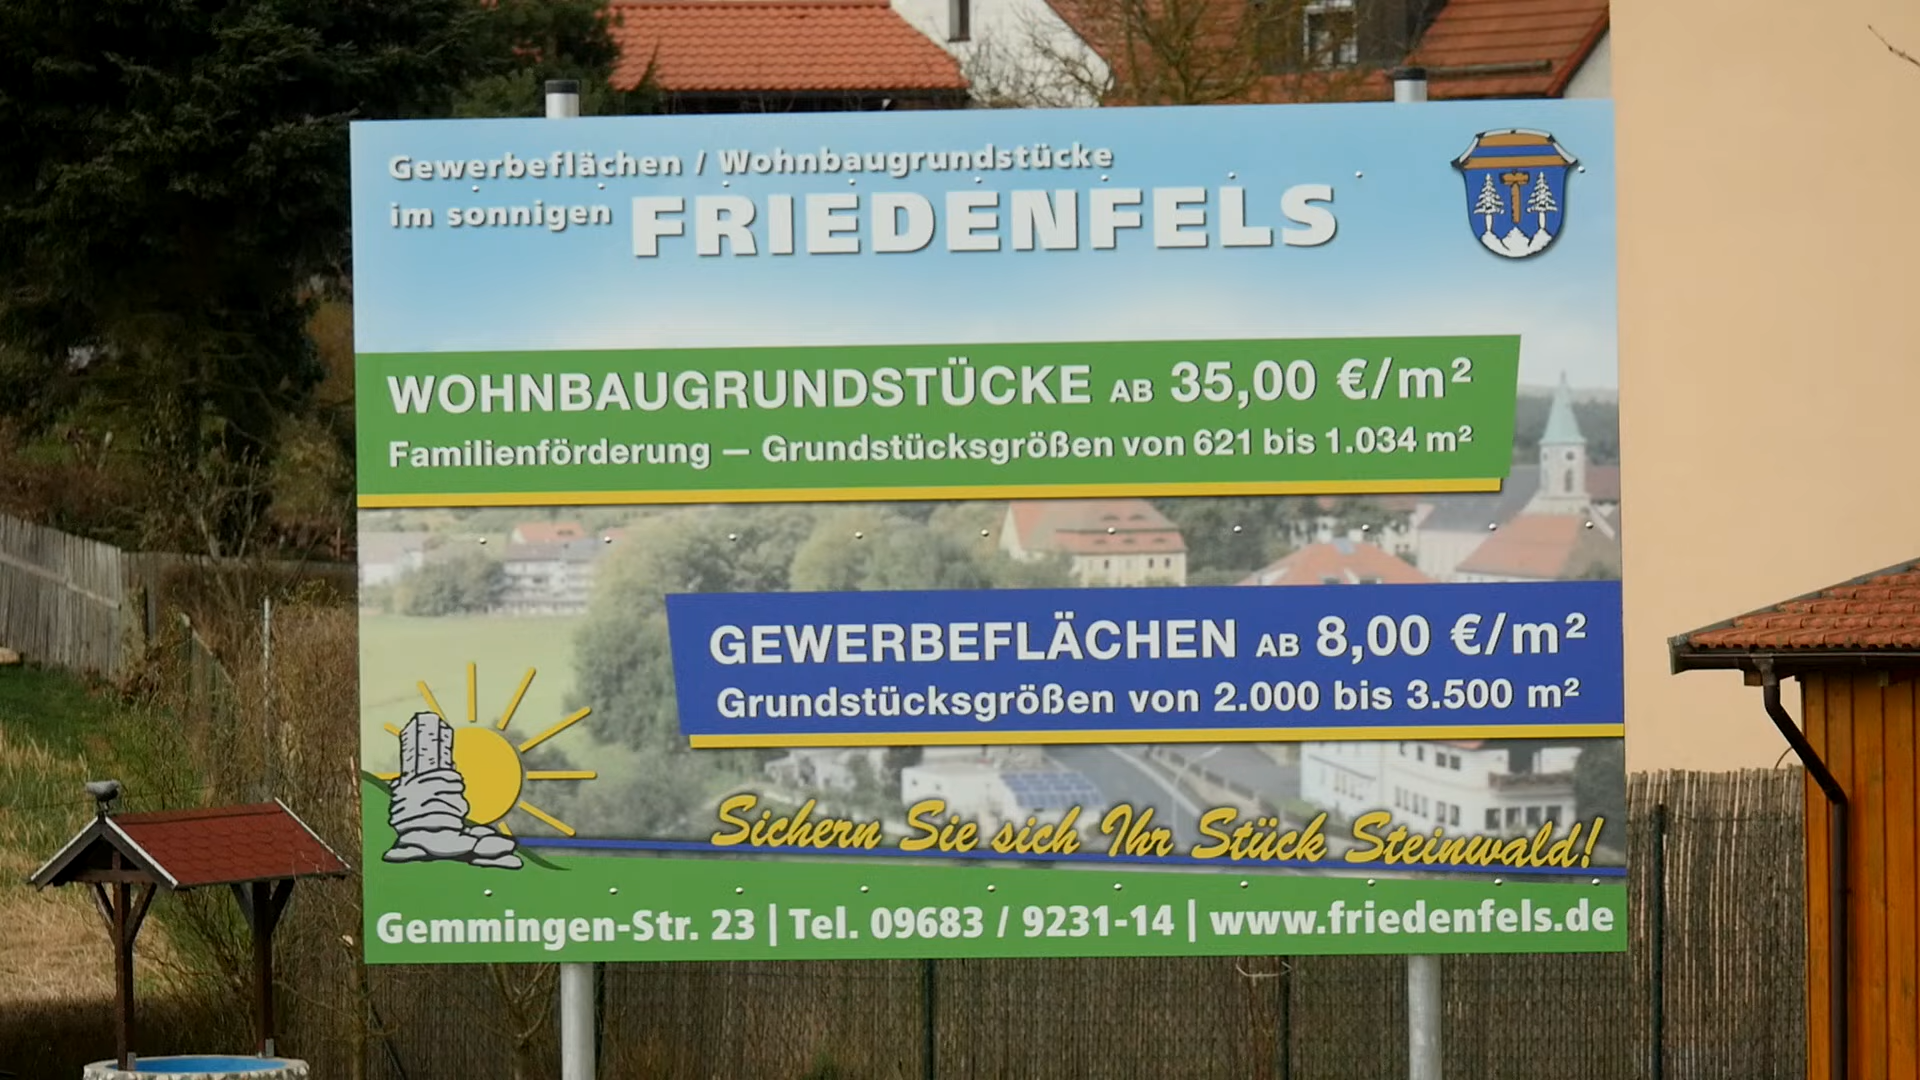 Gewerbeflächen / Wohnbaugrundstücke
im sonnigen FRIEDENFELS
WOHNBAUGRUNDSTÜCKE AB 35,00 €/m²
Familienförderung – Grundstücksgrößen von 621 bis 1.034 m²
GEWERBEFLÄCHEN AB 8,00 €/m²
Grundstücksgrößen von 2.000 bis 3.500 m²
Sichern Sie sich Ihr Stück Steinwald!
Gemmingen-Str. 23 | Tel. 09683 / 9231-14 | www.friedenfels.de